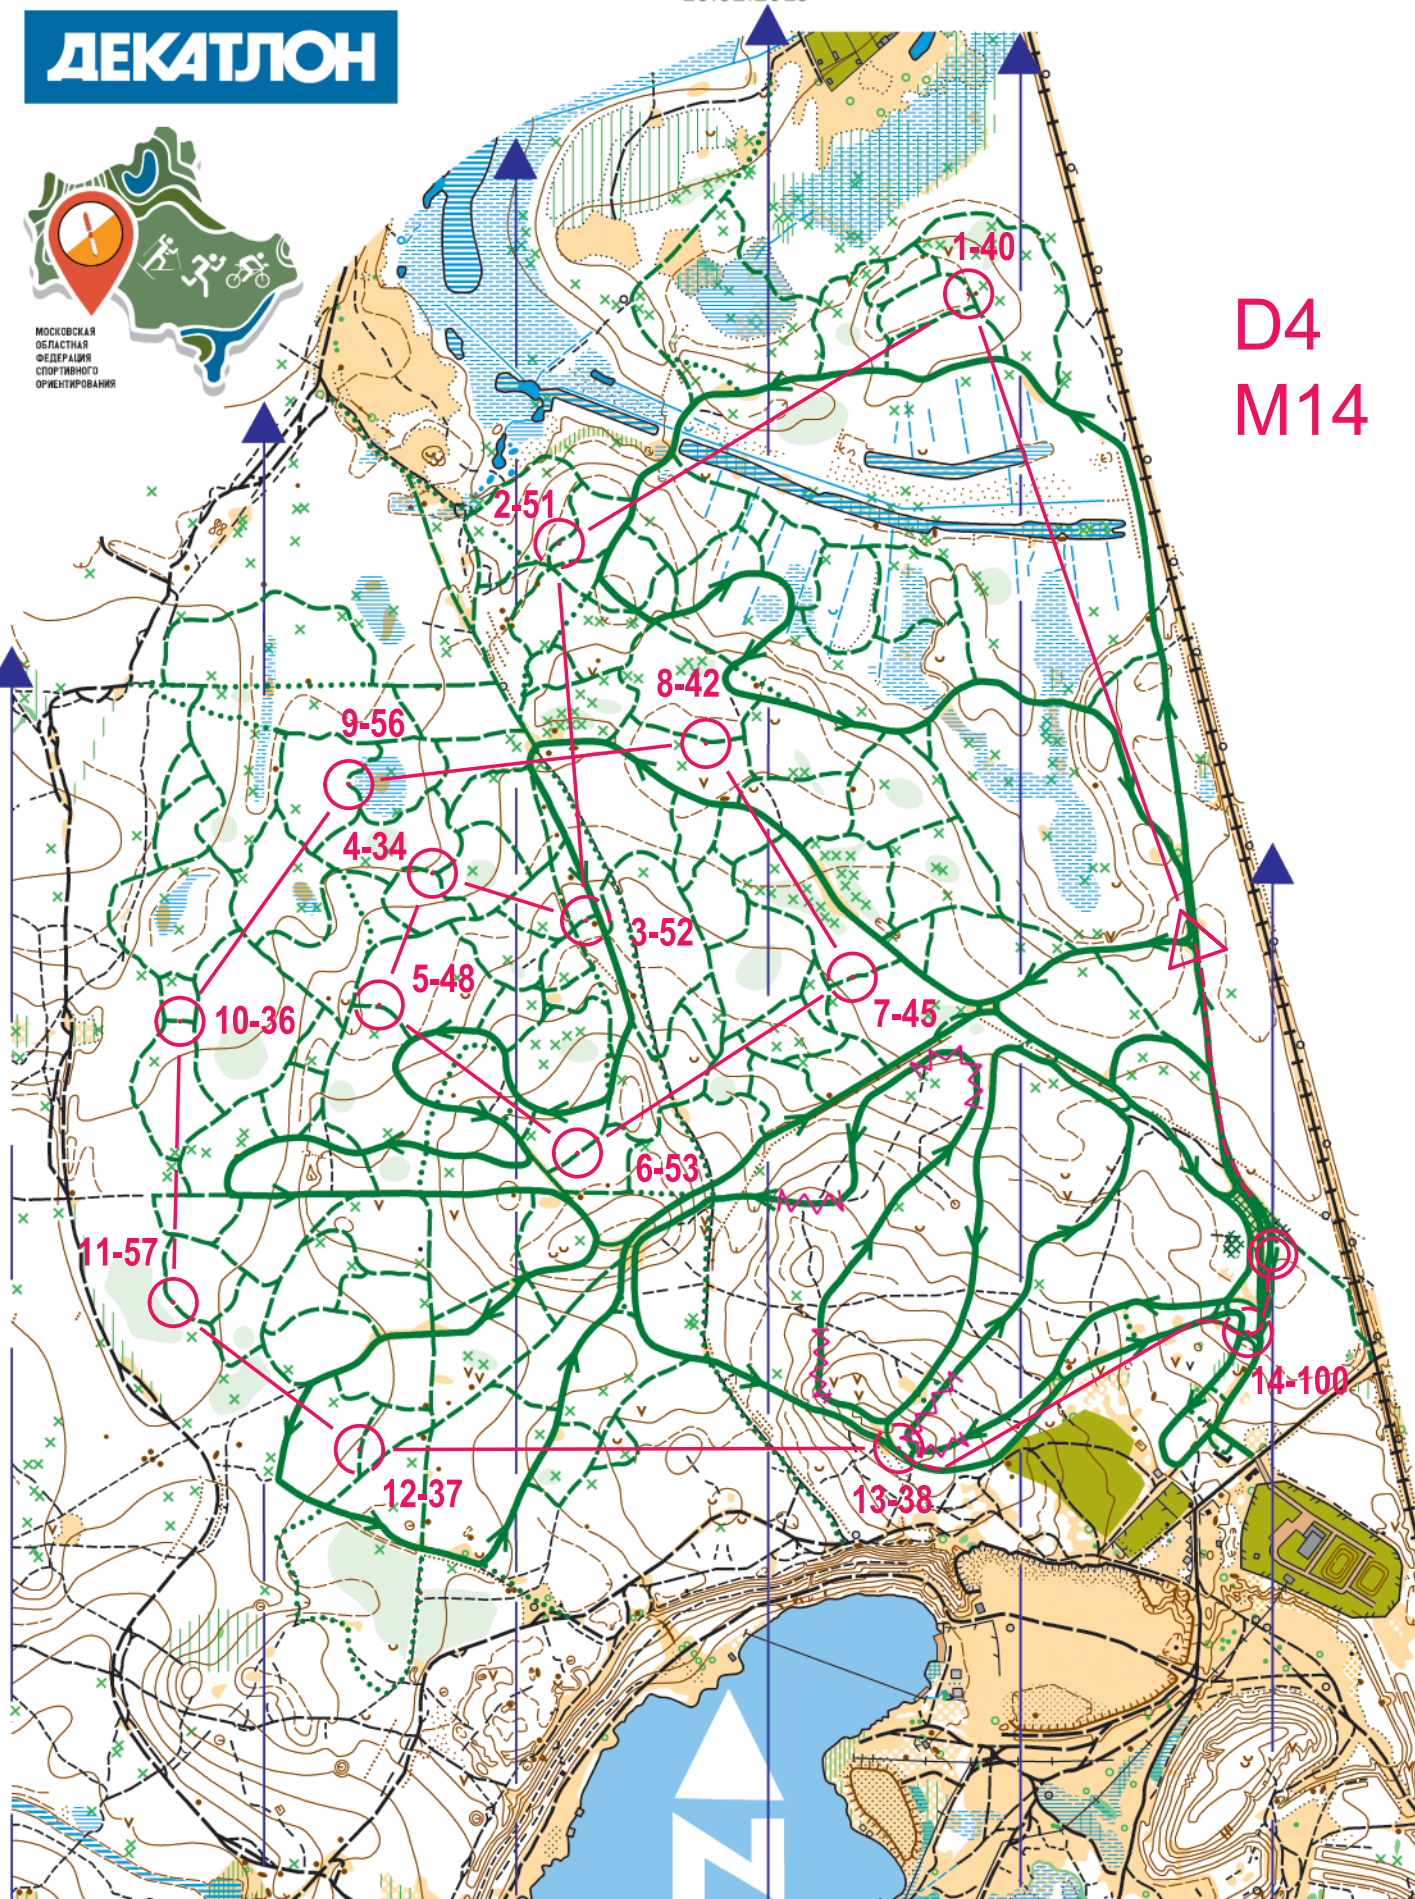 ДЕКАТЛОН
МОСКОВСКАЯ
ОБЛАСТНАЯ
ФЕДЕРАЦИЯ
СПОРТИВНОГО
ОРИЕНТИРОВАНИЯ
D4
M14
1-40
2-51
8-42
9-56
4-34
3-52
5-48
7-45
10-36
6-53
11-57
14-100
12-37
13-38
N